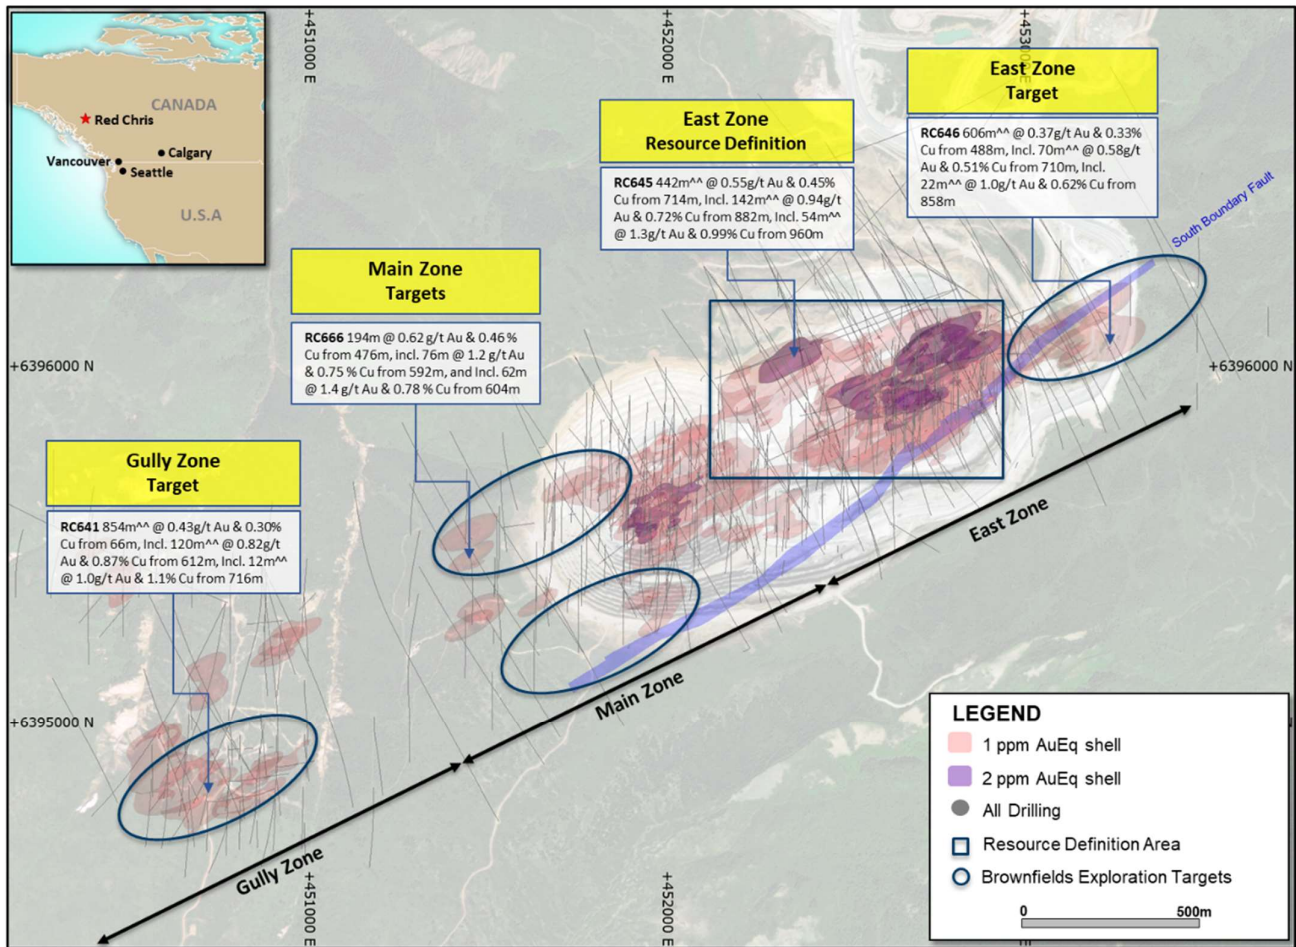 +451000 E
+452000 E
+453000 E
CANADA
Red Chris
Calgary
Vancouver
Seattle
U.S.A
East Zone
Target
RC646 606m^^ @ 0.37g/t Au & 0.33%
Cu from 488m, Incl. 70m^^ @ 0.58g/t
Au & 0.51% Cu from 710m, Incl.
22m^^ @ 1.0g/t Au & 0.62% Cu from
858m
East Zone
Resource Definition
RC645 442m^^ @ 0.55g/t Au & 0.45%
Cu from 714m, Incl. 142m^^ @ 0.94g/t
Au & 0.72% Cu from 882m, Incl. 54m^^
@ 1.3g/t Au & 0.99% Cu from 960m
South Boundary Fault
Main Zone
Targets
RC666 194m @ 0.62 g/t Au & 0.46 %
Cu from 476m, incl. 76m @ 1.2 g/t Au
& 0.75 % Cu from 592m, and Incl. 62m
@ 1.4 g/t Au & 0.78 % Cu from 604m
+6396000 N
+6396000 N
Gully Zone
Target
RC641 854m^^ @ 0.43g/t Au & 0.30%
Cu from 66m, Incl. 120m^^ @ 0.82g/t
Au & 0.87% Cu from 612m, Incl. 12m^^
@ 1.0g/t Au & 1.1% Cu from 716m
East Zone
Main Zone
Gully Zone
+6395000 N
+451000 E
+452000 E
LEGEND
1 ppm AuEq shell
2 ppm AuEq shell
All Drilling
Resource Definition Area
Brownfields Exploration Targets
0
500m